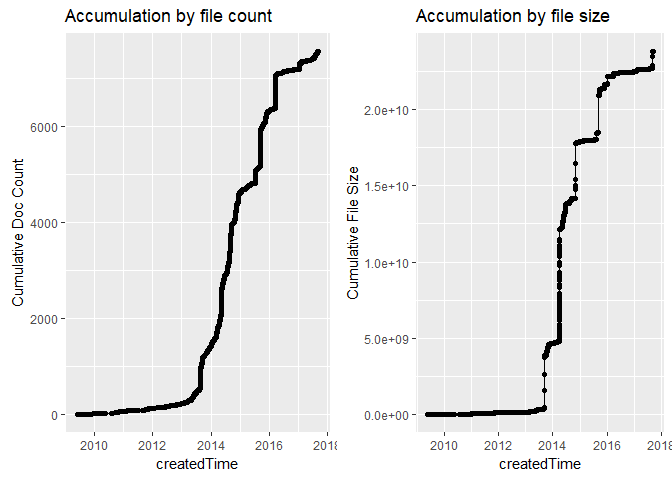 Accumulation by file count
Cumulative Doc Count
6000
4000
2000
0
2010 2012 2014 2016 2018
createdTime
Accumulation by file size
Cumulative File Size
2.0e+10
1.5e+10
1.0e+10
5.0e+09
0.0e+00
2010 2012 2014 2016 2018
createdTime